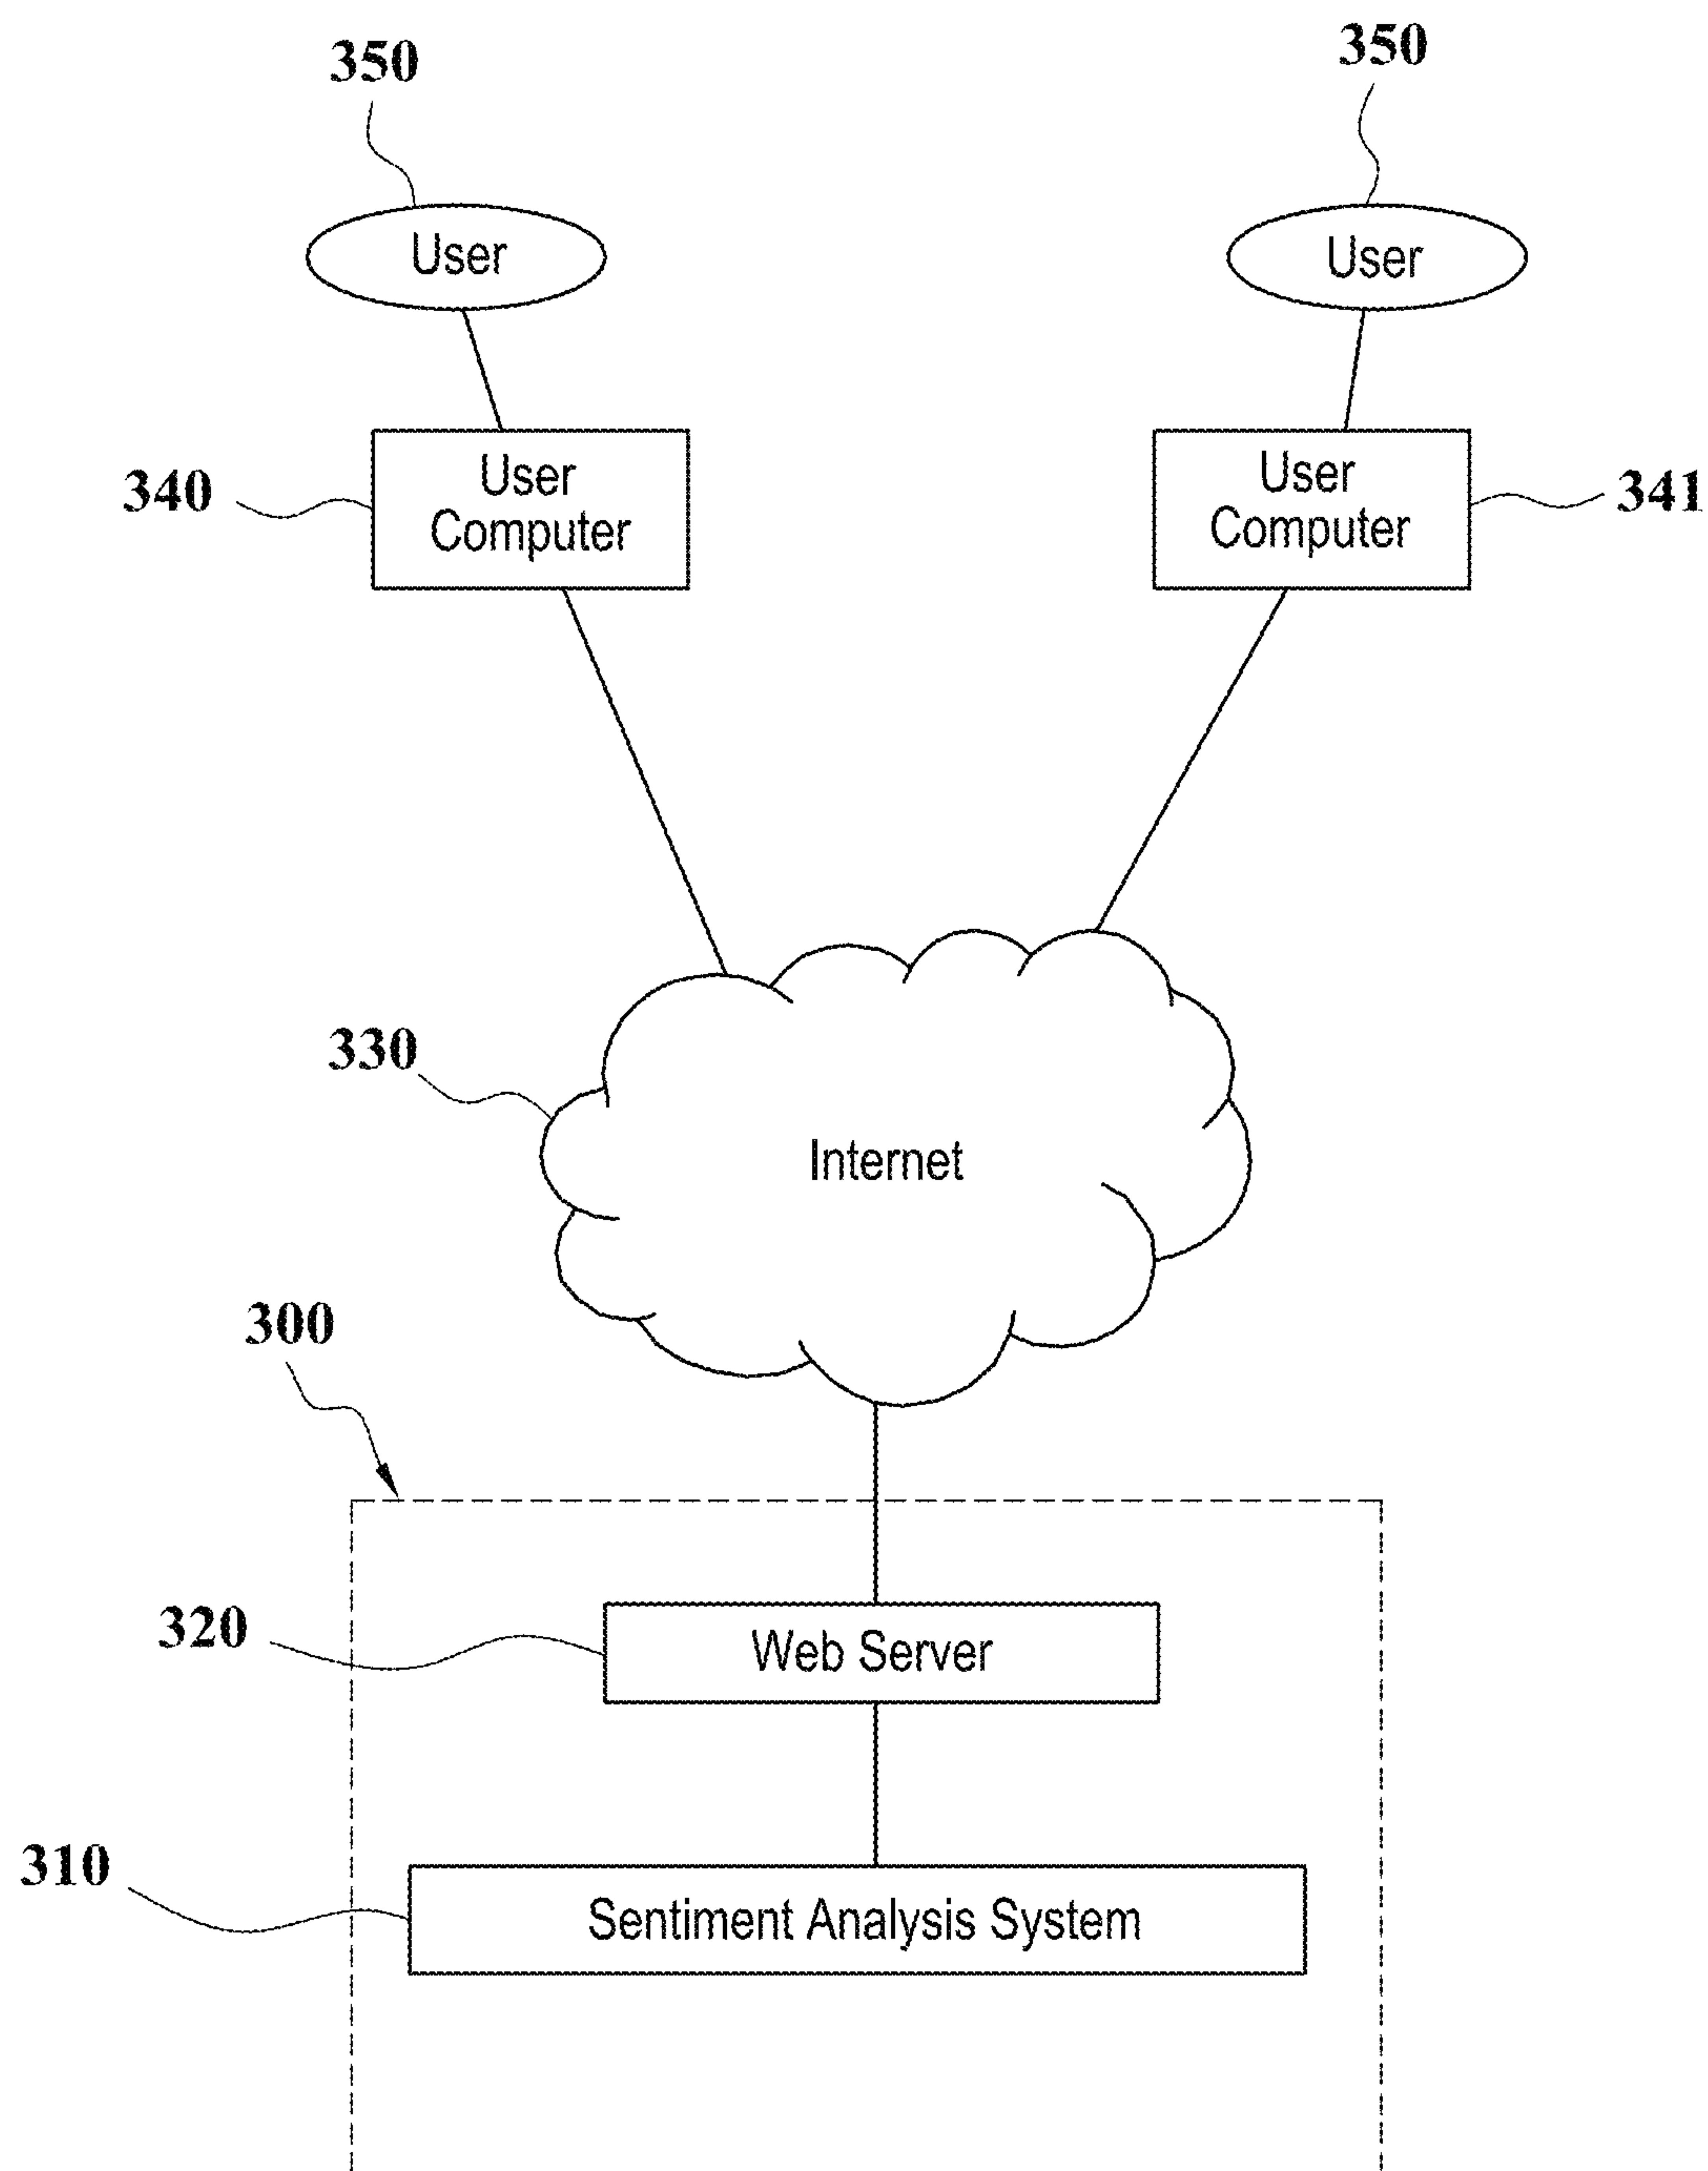 350
350
User
User
User
Computer
User
Computer
340
341
330
Internet
300
320
Web Server
310
Sentiment Analysis System